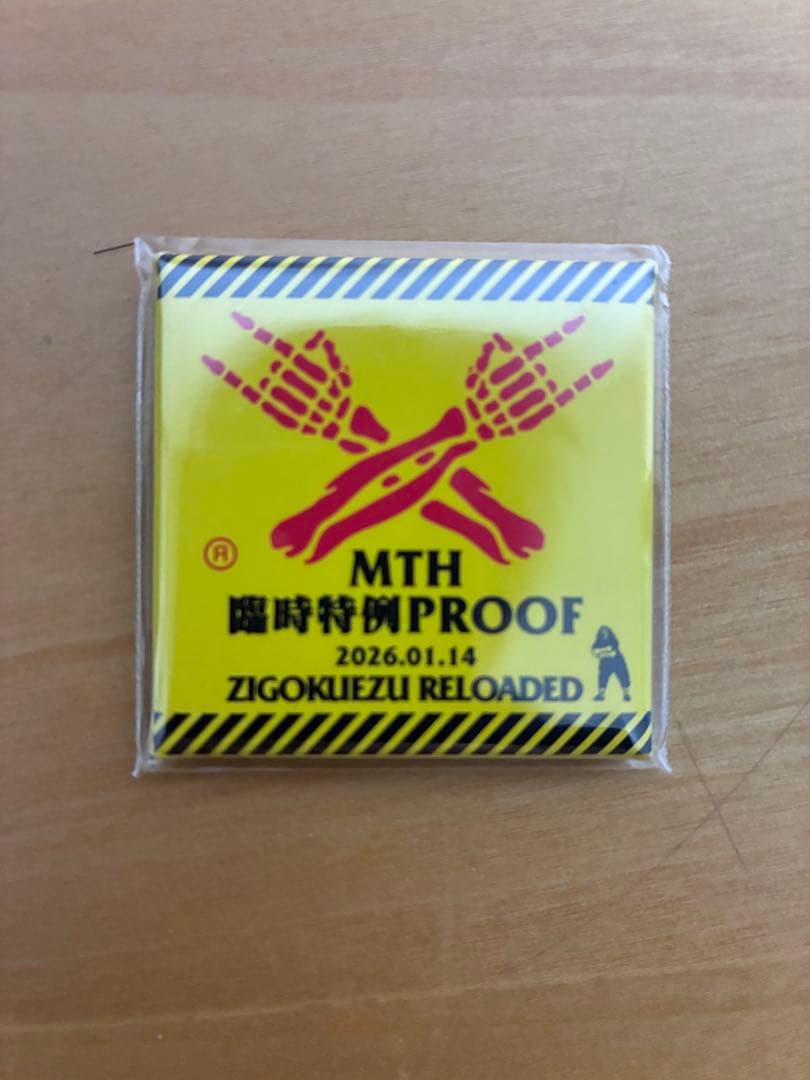 MTH
臨時特例PROOF
2026.01.14
ZIGOKUEZU RELOADED